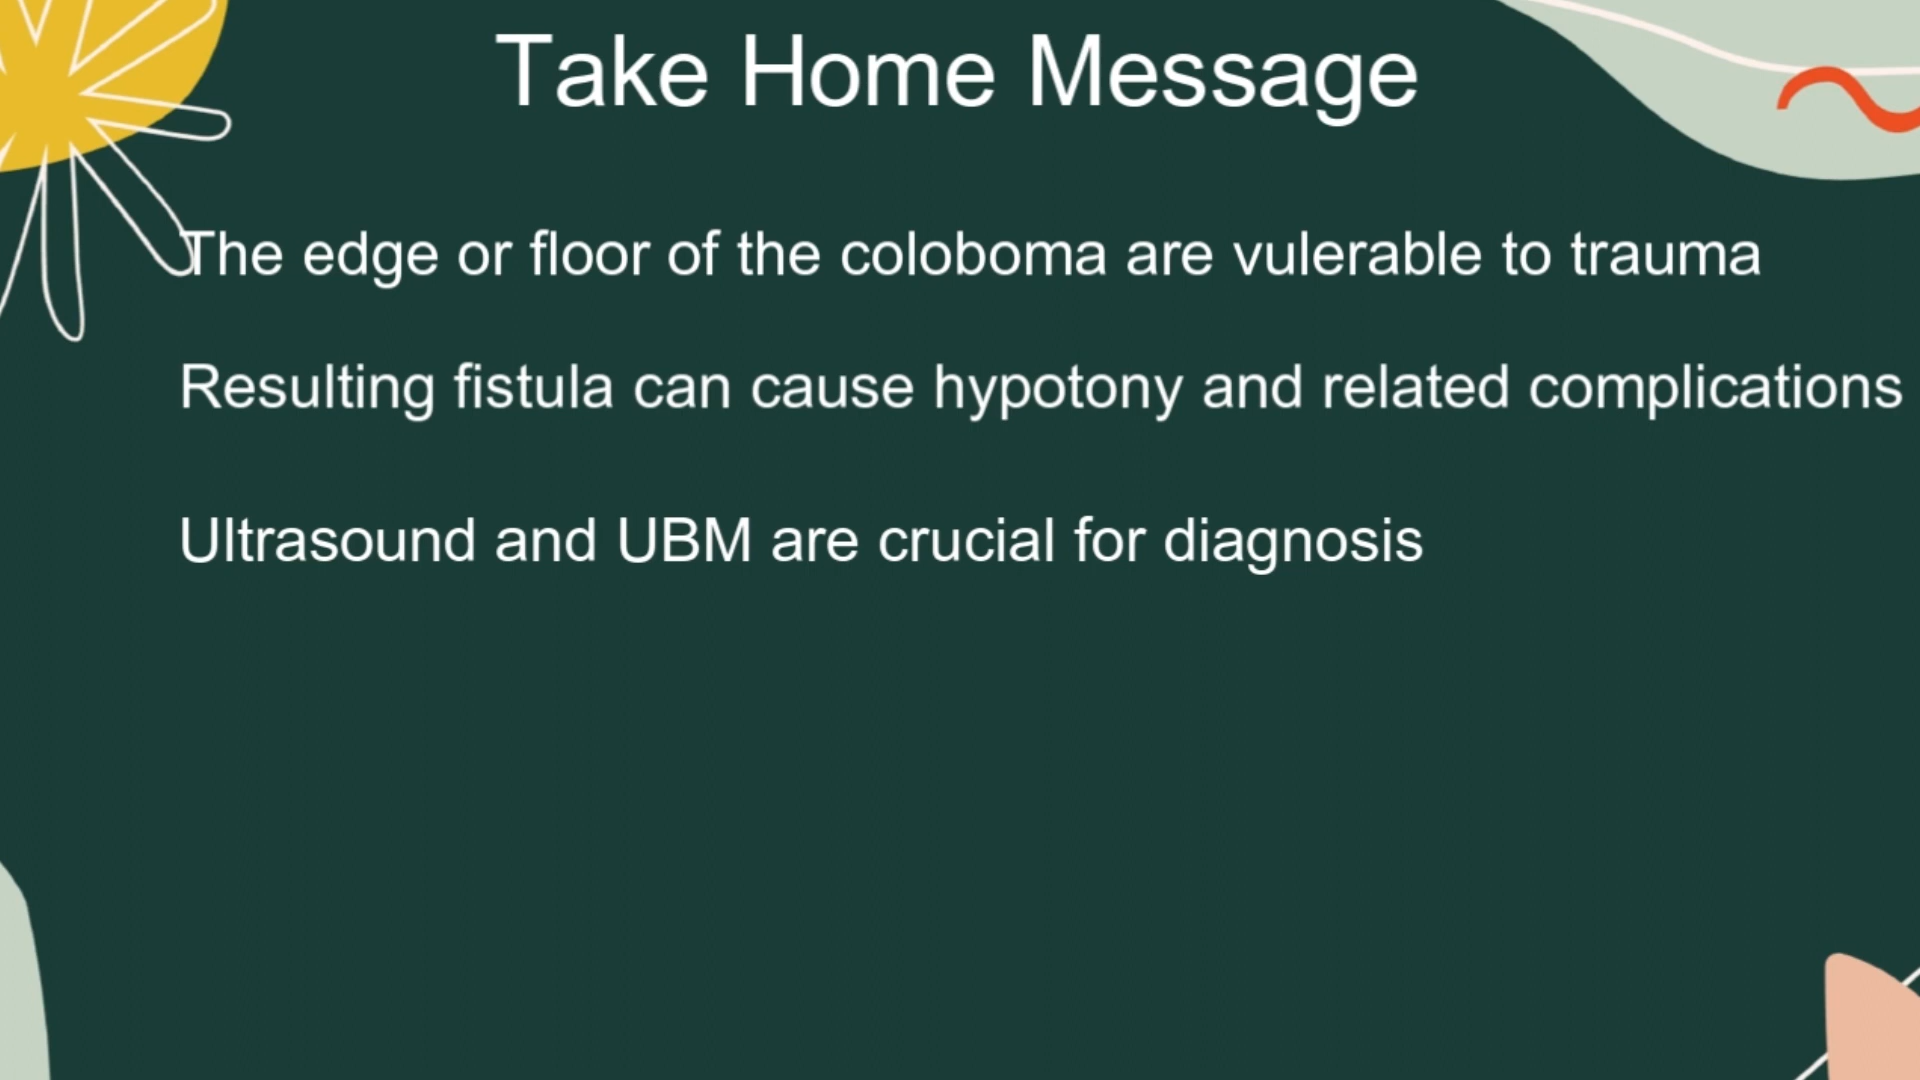 Take Home Message
The edge or floor of the coloboma are vulerable to trauma
Resulting fistula can cause hypotony and related complications
Ultrasound and UBM are crucial for diagnosis